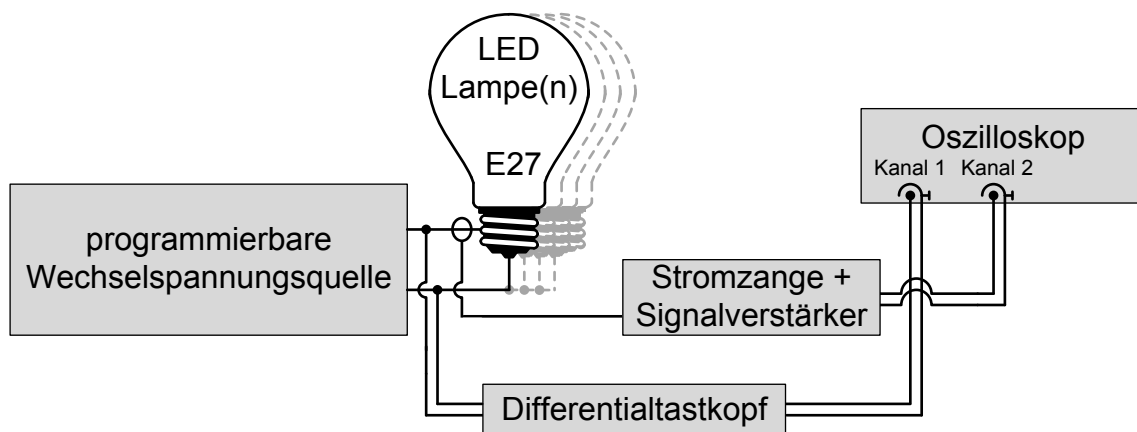 LED
Lampe(n)
E27
Oszilloskop
Kanal 1 Kanal 2
programmierbare
Wechselspannungsquelle
Stromzange +
Signalverstärker
Differentialtastkopf